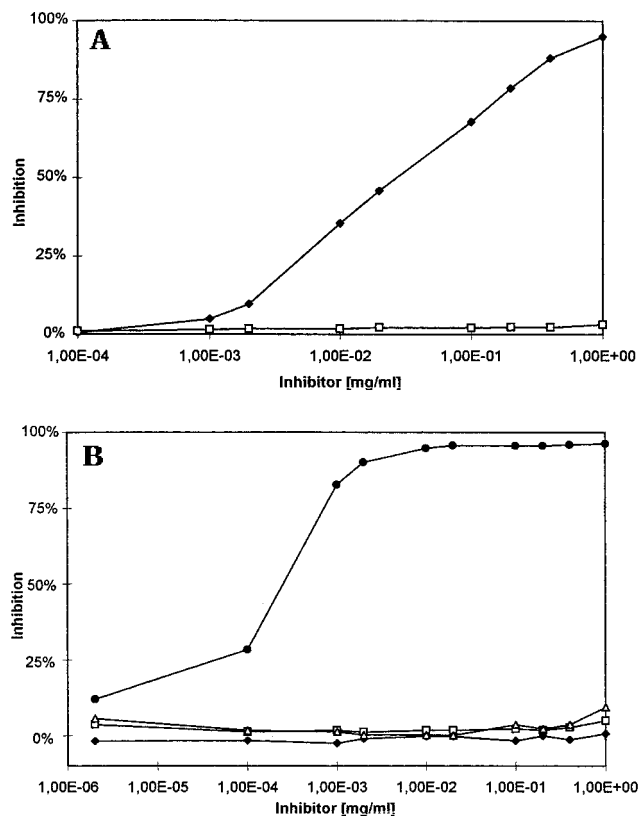 A
100%
75%
50%
25%
0%
Inhibition
1,00E-04 1,00E-03 1,00E-02 1,00E-01 1,00E+00
Inhibitor [mg/ml]
B
100%
75%
50%
25%
0%
Inhibition
1,00E-06 1,00E-05 1,00E-04 1,00E-03 1,00E-02 1,00E-01 1,00E+00
Inhibitor [mg/ml]